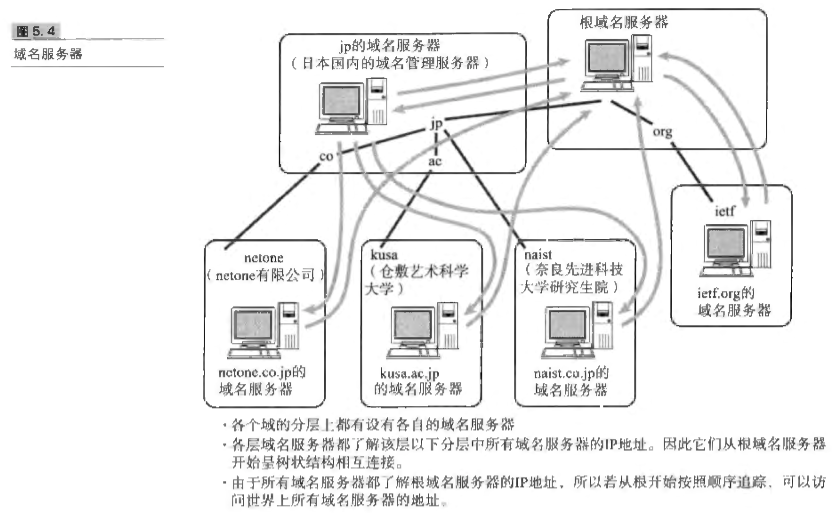 图5.4
域名服务器
根域名服务器
jp的域名服务器
（日本国内的域名管理服务器）
jp
org
co
ac
ietf
netone
（netone有限公司）
kusa
（仓敷艺术科学
大学）
naist
（奈良先进科技
大学研究生院）
ietf.org的
域名服务器
netone.co.jp的
域名服务器
kusa.ac.jp
的域名服务器
naist.co.jp的
域名服务器
·各个域的分层上都有设有各自的域名服务器
·各层域名服务器都了解该层以下分层中所有域名服务器的IP地址。因此它们从根域名服务器
开始呈树状结构相互连接。
·由于所有域名服务器都了解根域名服务器的IP地址，所以若从根开始按照顺序追踪，可以访
问世界上所有域名服务器的地址。